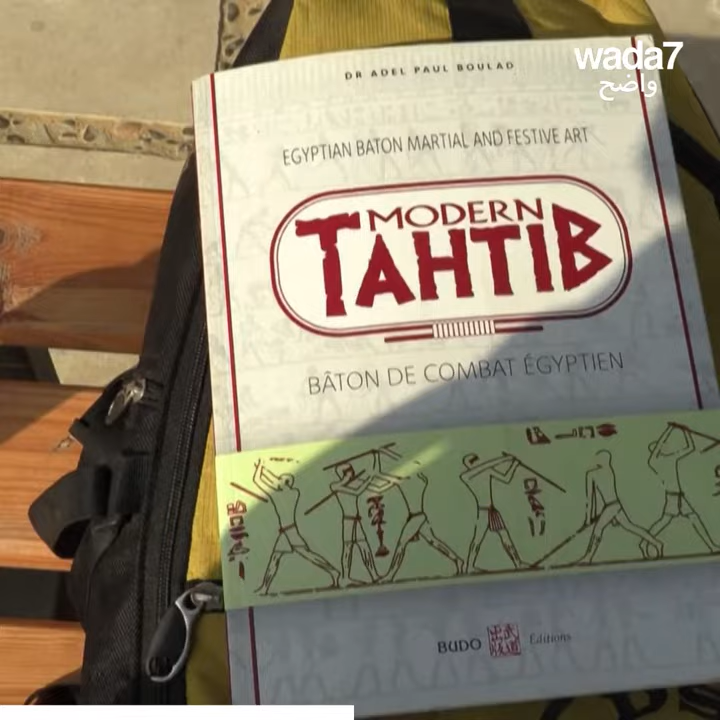 wada7
واضح
DR ADEL PAUL BOULAD
EGYPTIAN BATON MARTIAL AND FESTIVE ART
MODERN
TAHTIB
BÂTON DE COMBAT ÉGYPTIEN
BUDO Éditions